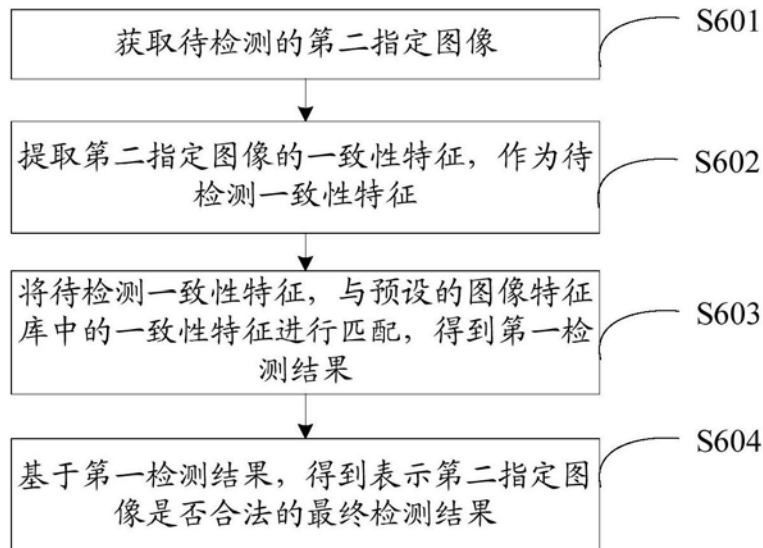 获取待检测的第二指定图像
S601
提取第二指定图像的一致性特征，作为待
检测一致性特征
S602
将待检测一致性特征，与预设的图像特征
库中的一致性特征进行匹配，得到第一检
测结果
S603
基于第一检测结果，得到表示第二指定图
像是否合法的最终检测结果
S604